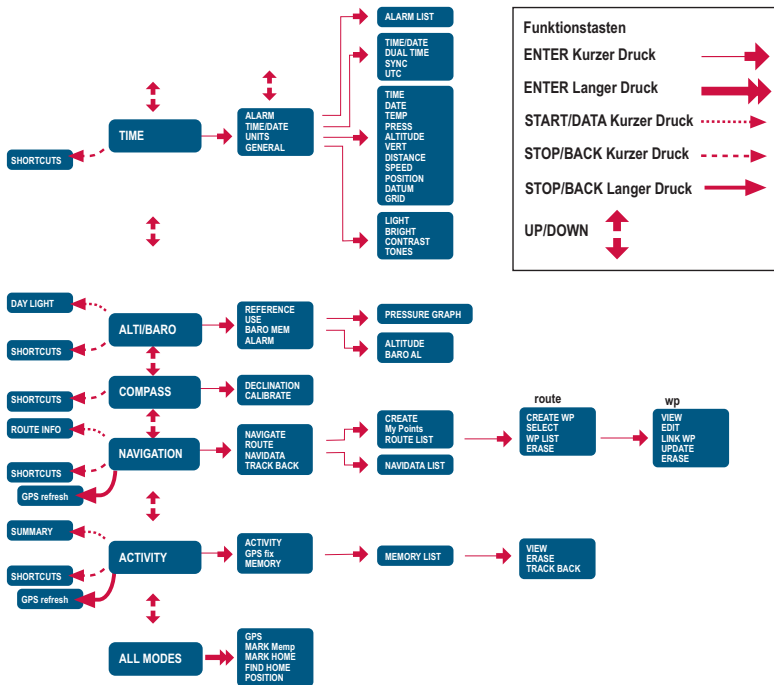 ALARM LIST
TIME/DATE
DUAL TIME
SYNC
UTC
TIME
DATE
TEMP
PRESS
ALTITUDE
VERT
DISTANCE
SPEED
POSITION
DATUM
GRID
LIGHT
BRIGHT
CONTRAST
TONES
ALARM
TIME/DATE
UNITS
GENERAL
TIME
SHORTCUTS
Funktionstasten
ENTER Kurzer Druck
ENTER Langer Druck
START/DATA Kurzer Druck
STOP/BACK Kurzer Druck
STOP/BACK Langer Druck
UP/DOWN
DAY LIGHT
ALTI/BARO
SHORTCUTS
REFERENCE
USE
BARO MEM
ALARM
PRESSURE GRAPH
ALTITUDE
BARO AL
COMPASS
SHORTCUTS
DECLINATION
CALIBRATE
ROUTE INFO
NAVIGATION
SHORTCUTS
GPS refresh
NAVIGATE
ROUTE
NAVIDATA
TRACK BACK
CREATE
My Points
ROUTE LIST
NAVIDATA LIST
route
CREATE WP
SELECT
WP LIST
ERASE
wp
VIEW
EDIT
LINK WP
UPDATE
ERASE
SUMMARY
ACTIVITY
SHORTCUTS
GPS refresh
ACTIVITY
GPS fix
MEMORY
MEMORY LIST
VIEW
ERASE
TRACK BACK
ALL MODES
GPS
MARK Memp
MARK HOME
FIND HOME
POSITION